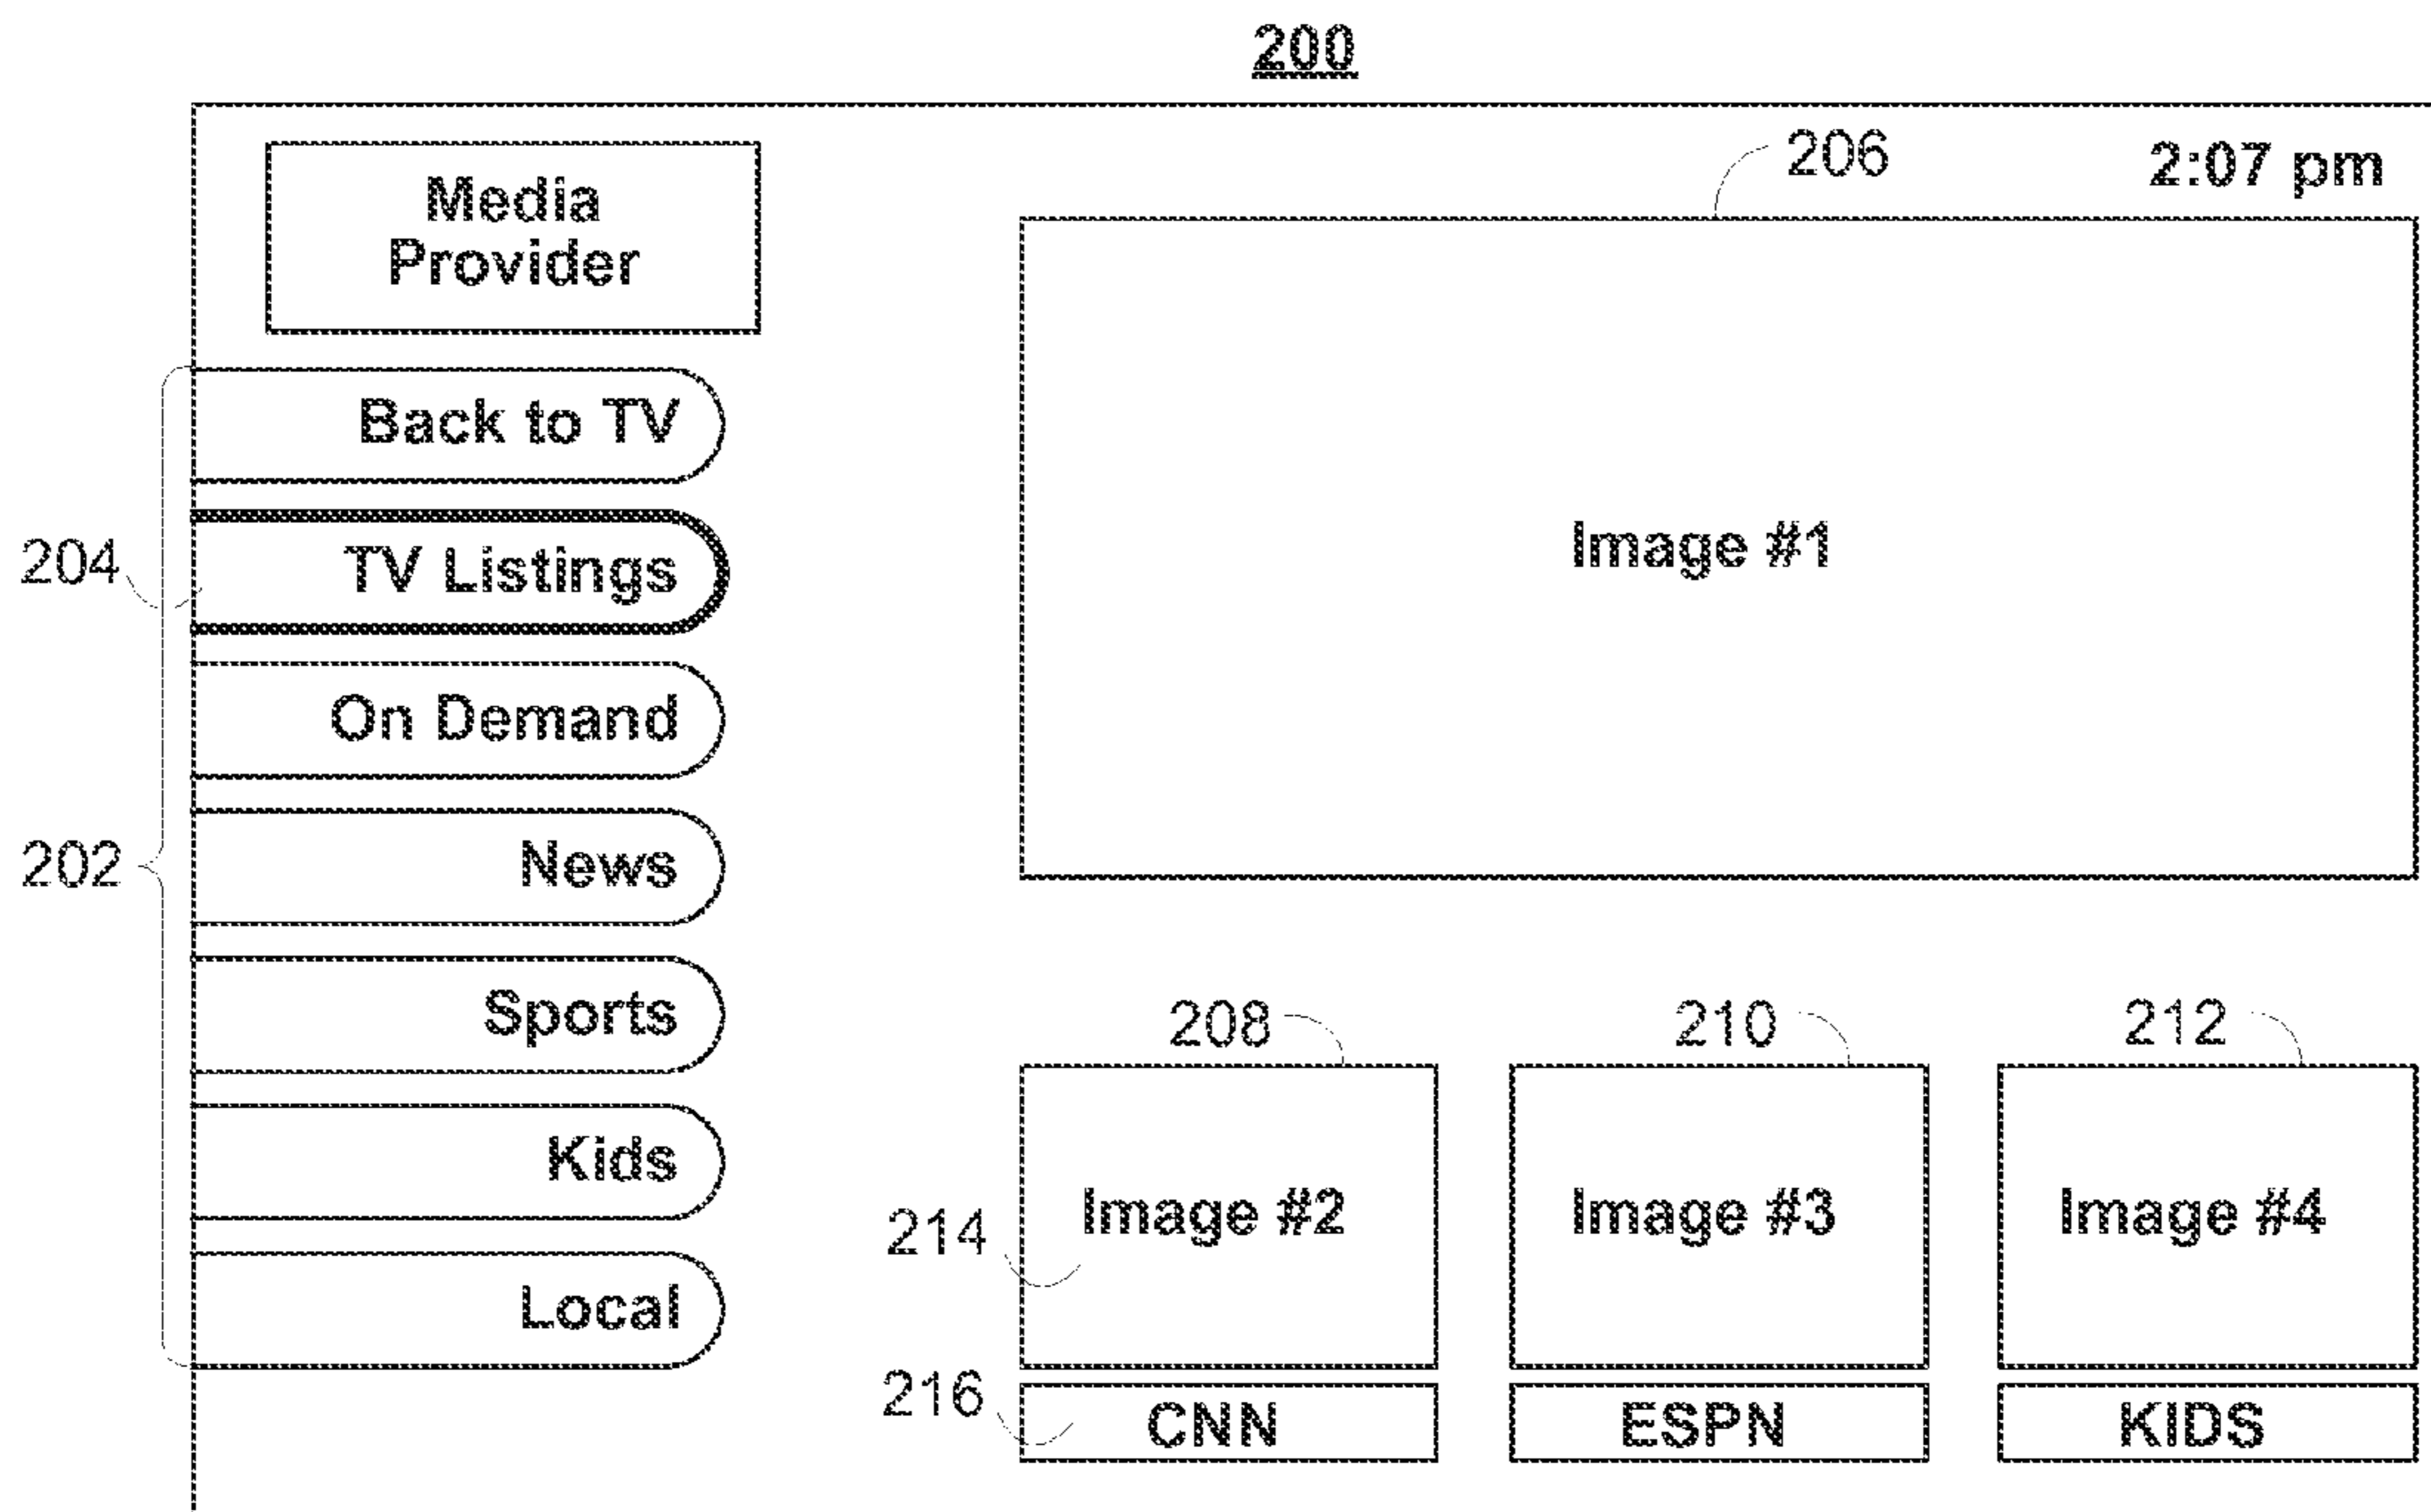 200
206
2:07 pm
Media
Provider
Back to TV
204
TV Listings
Image #1
On Demand
202
News
Sports
208
210
212
Kids
214
Image #2
Image #3
Image #4
Local
216
CNN
ESPN
KIDS